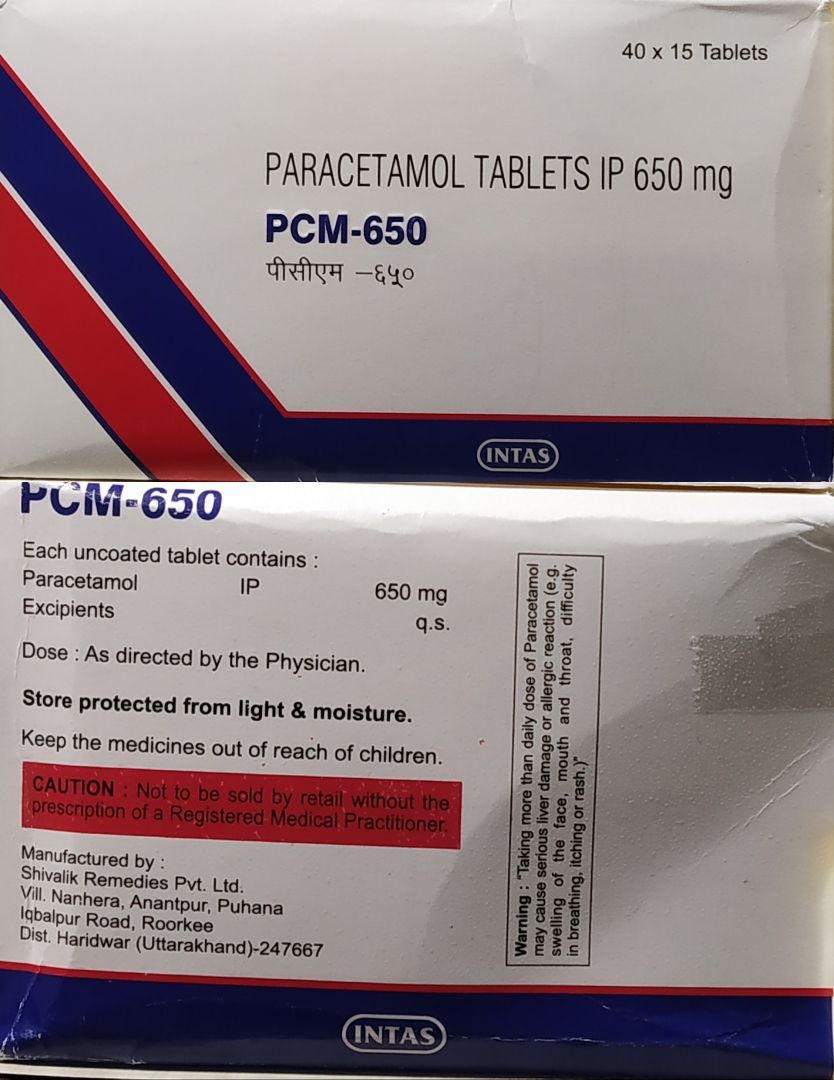 40 x 15 Tablets
PARACETAMOL TABLETS IP 650 mg
PCM-650
पीसीएम –६५०
INTAS
PCM-650
Each uncoated tablet contains :
Paracetamol IP 650 mg
Excipients q.s.
Dose : As directed by the Physician.
Store protected from light & moisture.
Keep the medicines out of reach of children.
CAUTION : Not to be sold by retail without the
prescription of a Registered Medical Practitioner.
Manufactured by :
Shivalik Remedies Pvt. Ltd.
Vill. Nanhera, Anantpur, Puhana
Iqbalpur Road, Roorkee
Dist. Haridwar (Uttarakhand)-247667
Warning : "Taking more than daily dose of Paracetamol
may cause serious liver damage or allergic reaction (e.g.
swelling of the face, mouth and throat, difficulty
in breathing, itching or rash.)"
INTAS